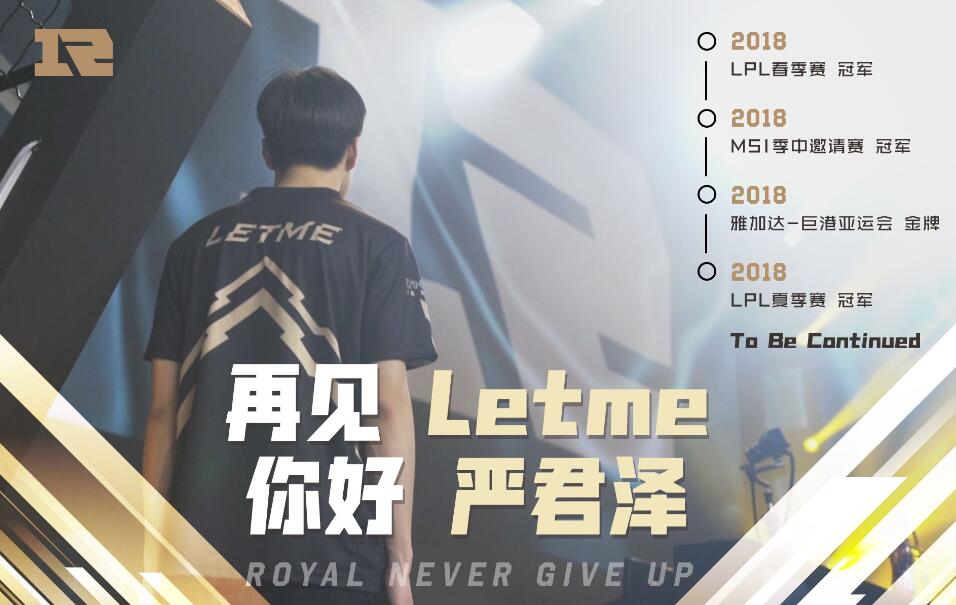 2018
LPL春季赛 冠军
2018
MSI季中邀请赛 冠军
2018
雅加达-巨港亚运会 金牌
2018
LPL夏季赛 冠军
To Be Continued
LETME
再见 Letme
你好 严君泽
ROYAL NEVER GIVE UP